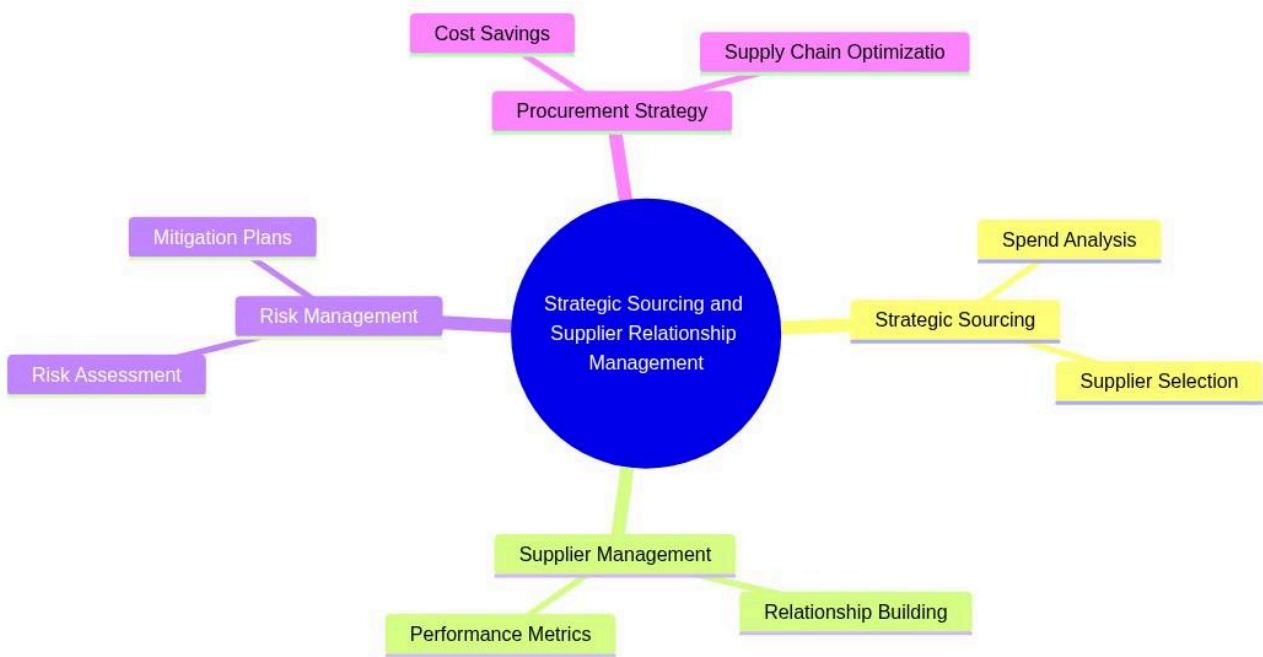 Cost Savings
Supply Chain Optimizatio
Procurement Strategy
Mitigation Plans
Spend Analysis
Risk Management
Strategic Sourcing and
Supplier Relationship
Management
Strategic Sourcing
Risk Assessment
Supplier Selection
Supplier Management
Relationship Building
Performance Metrics